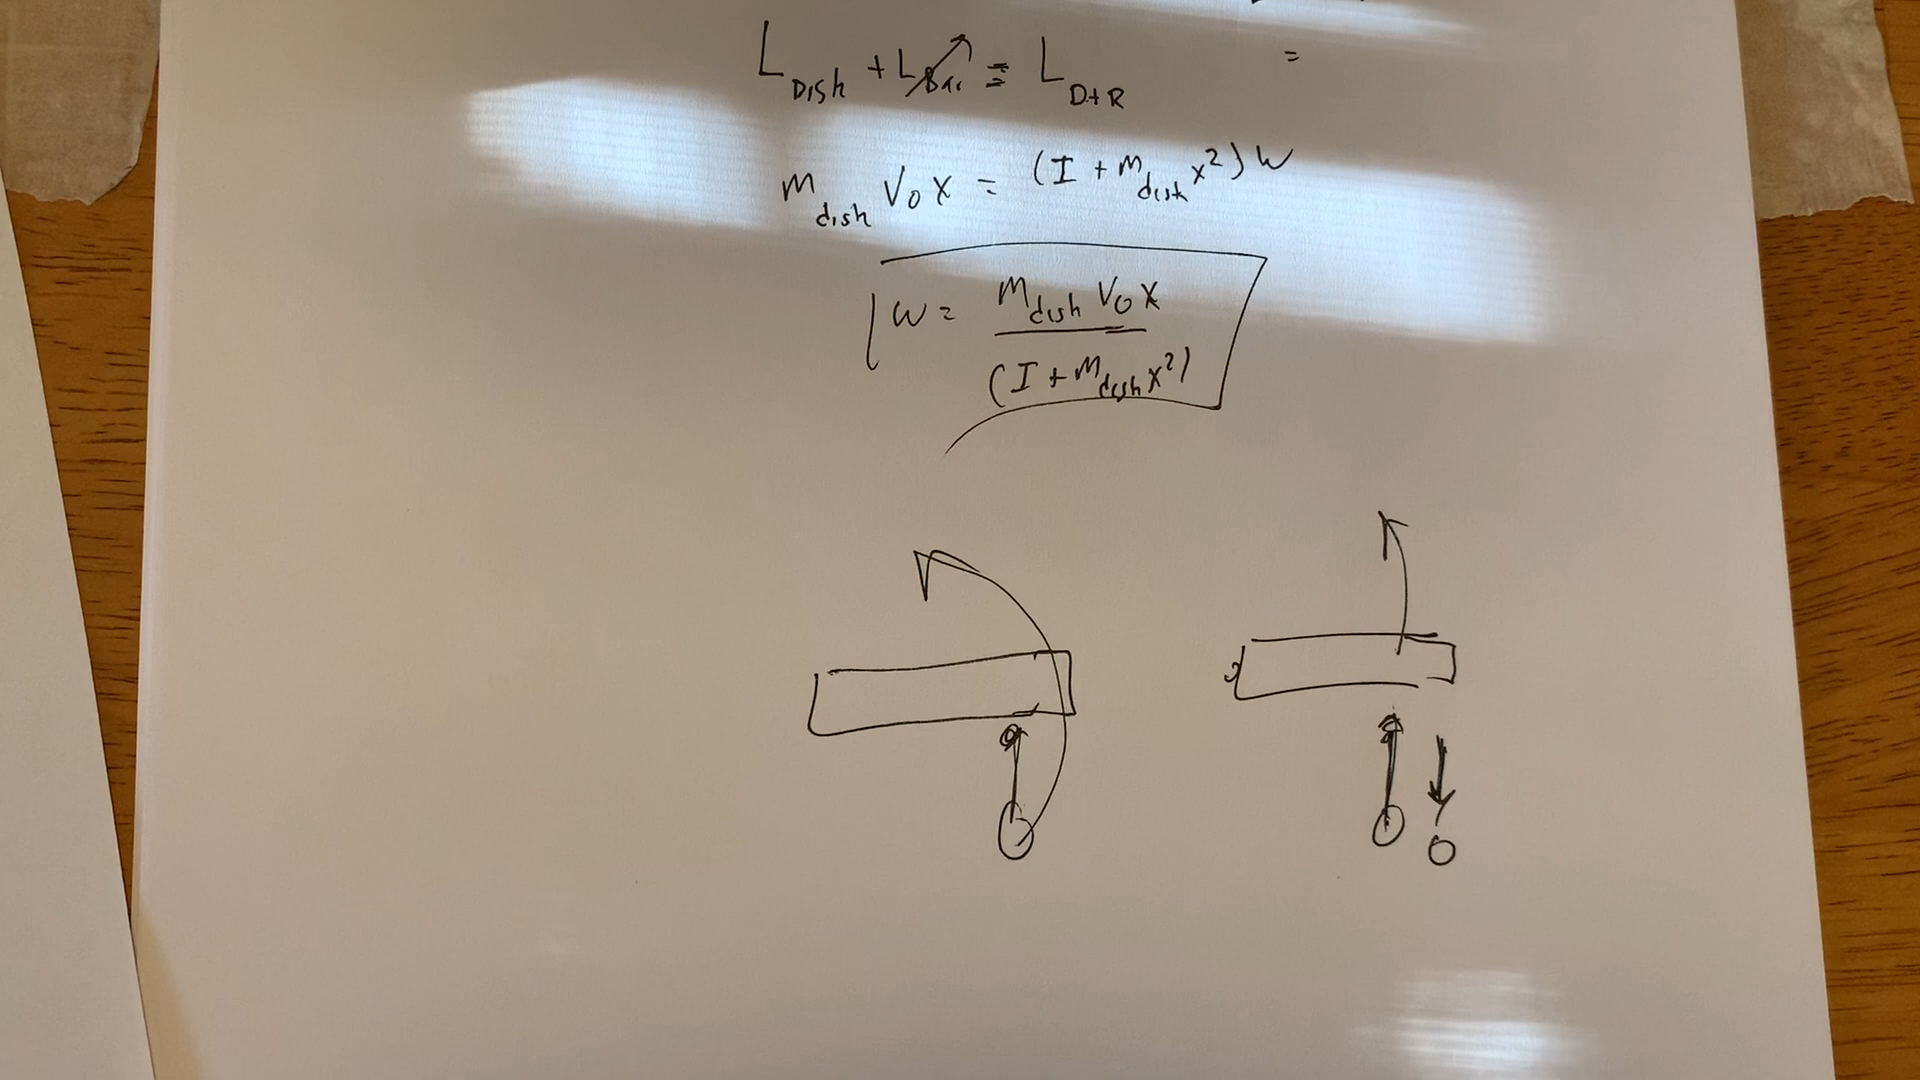 L_Dish + L_Bar = L_D+R =
m_dish V₀ x = (I + m_dish x²) W
W = m_dish V₀ x
(I + m_dish x²)